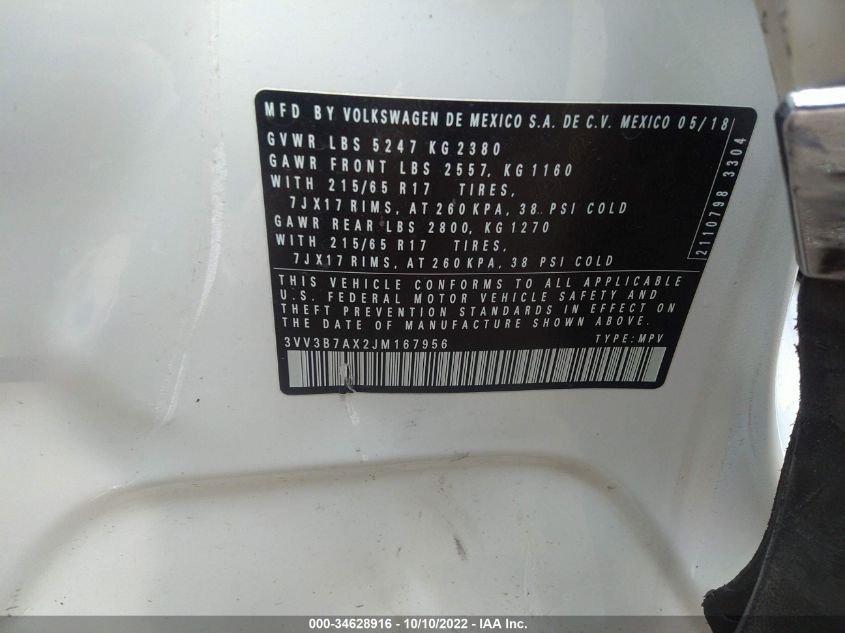 MFD BY VOLKSWAGEN DE MEXICO S.A. DE C.V. MEXICO 05/18
GVWR LBS 5247 KG 2380
GAWR FRONT LBS 2557, KG 1160
WITH 215/65 R17 TIRES,
7JX17 RIMS, AT 260 KPA, 38 PSI COLD
GAWR REAR LBS 2800, KG 1270
WITH 215/65 R17 TIRES,
7JX17 RIMS, AT 260 KPA, 38 PSI COLD
THIS VEHICLE CONFORMS TO ALL APPLICABLE
U.S. FEDERAL MOTOR VEHICLE SAFETY AND
THEFT PREVENTION STANDARDS IN EFFECT ON
THE DATE OF MANUFACTURE SHOWN ABOVE.
3VV3B7AX2JM167956 TYPE: MPV
2110798 3304
000-34628916 - 10/10/2022 - IAA Inc.